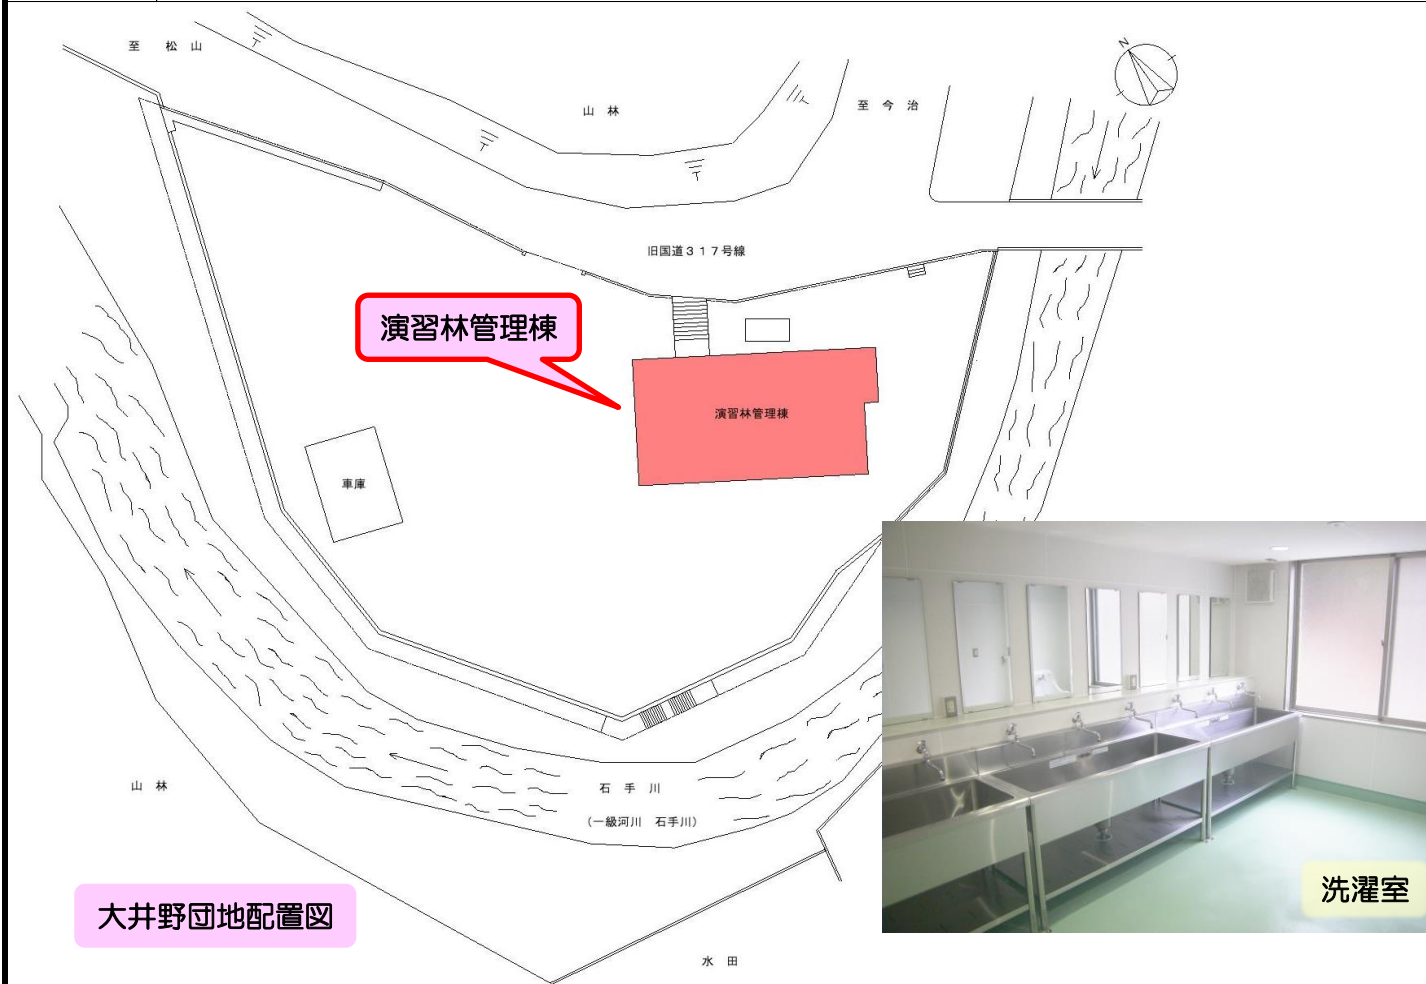 至 松 山
N
山 林
至 今 治
旧国道３１７号線
演習林管理棟
演習林管理棟
車庫
山 林
石 手 川
（一級河川 石手川）
洗濯室
大井野団地配置図
水 田